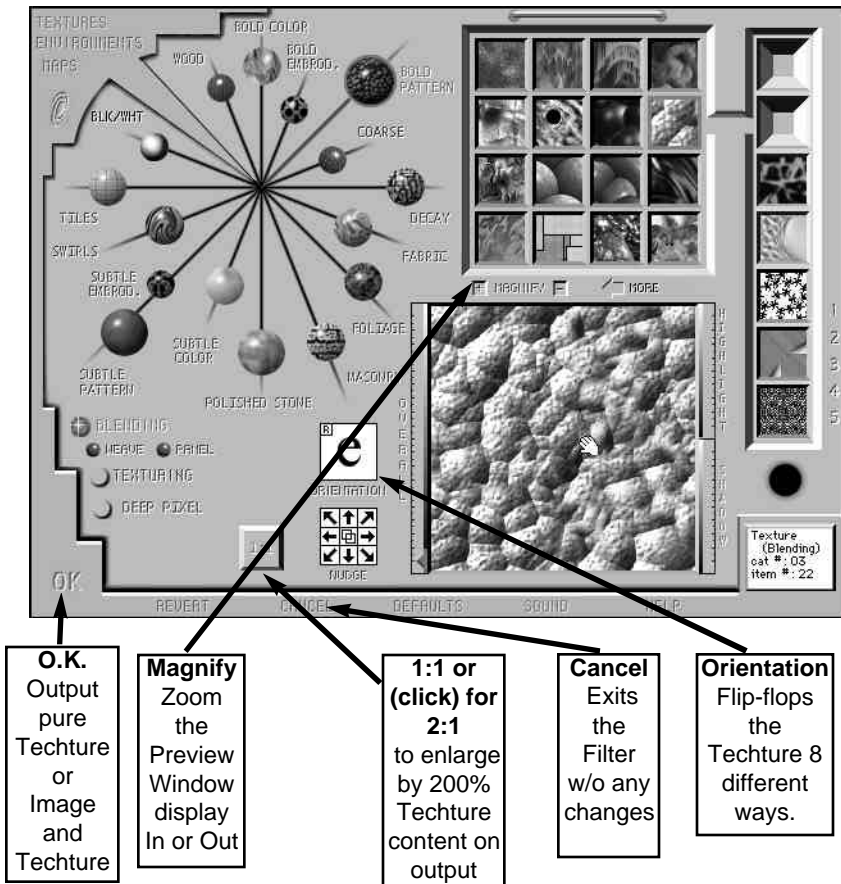 TEXTURES
ENVIRONMENTS
MAPS
BOLD COLOR
WOOD
BOLD
EMBROD.
BOLD
PATTERN
BLK/WHT
COARSE
TILES
DECAY
SWIRLS
FABRIC
SUBTLE
EMBROD.
SUBTLE
COLOR
FOLIAGE
SUBTLE
PATTERN
POLISHED STONE
MASONRY
+ MAGNIFY −
MORE
OVERALL
HIGHLIGHT
SHADOW
1
2
3
4
5
BLENDING
WEAVE
PANEL
TEXTURING
DEEP PIXEL
R
e
ORIENTATION
NUDGE
1:1
Texture
(Blending)
cat #: 03
item #: 22
OK
REVERT
CANCEL
DEFAULTS
SOUND
HELP
O.K.
Output
pure
Techture
or
Image
and
Techture
Magnify
Zoom
the
Preview
Window
display
In or Out
1:1 or
(click) for
2:1
to enlarge
by 200%
Techture
content on
output
Cancel
Exits
the
Filter
w/o any
changes
Orientation
Flip-flops
the
Techture 8
different
ways.